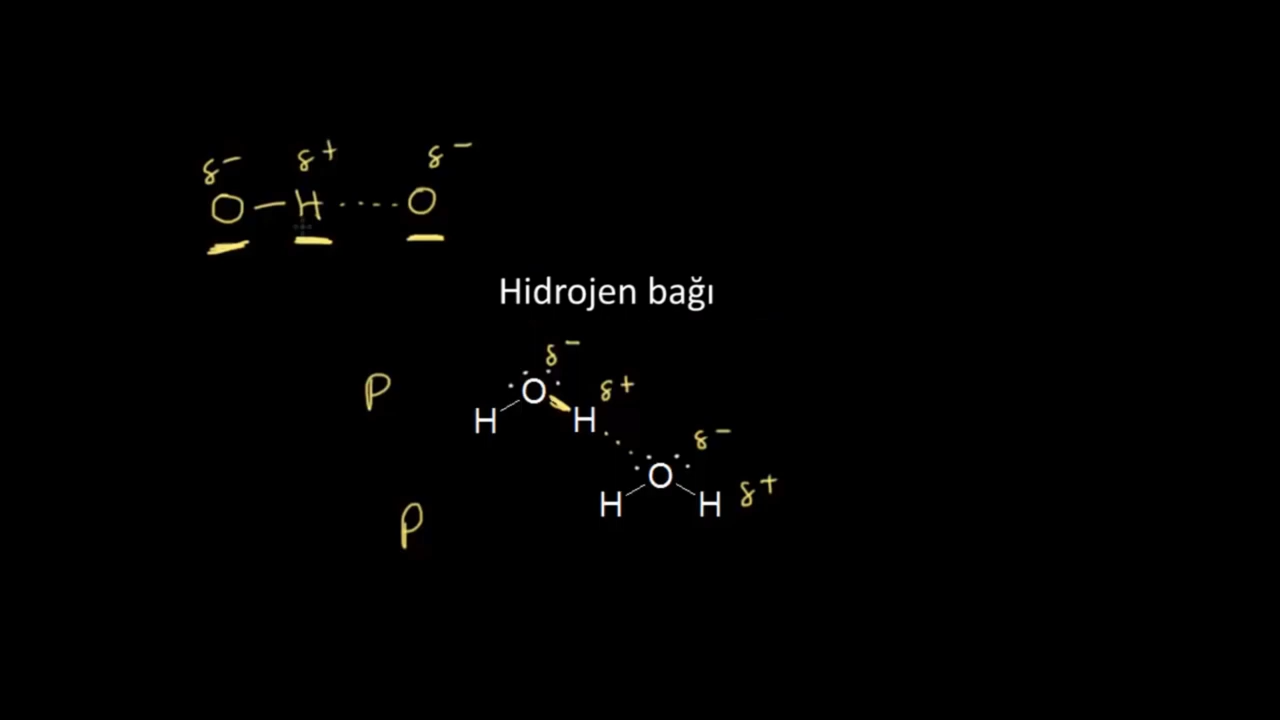 δ− δ+ δ−
O — H ···· O
Hidrojen bağı
δ−
P O δ+
H H
δ−
O
H H δ+
P